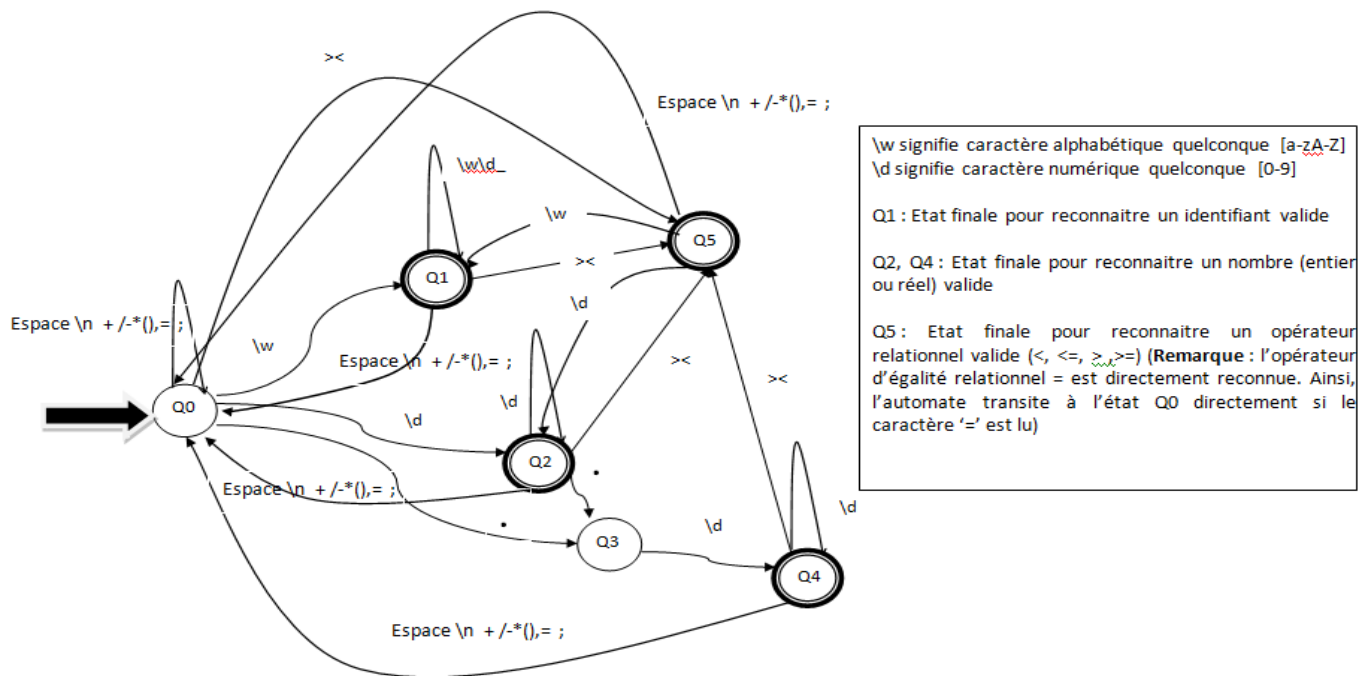 ><
Espace \n + /-*(),= ;
\w\d_
\w
Q5
><
Q1
\d
Espace \n + /-*(),= ;
\w
Espace \n + /-*(),= ;
><
><
Q0
\d
\d
Q2
.
Espace \n + /-*(),= ;
.
\d
\d
Q3
Q4
Espace \n + /-*(),= ;
\w signifie caractère alphabétique quelconque [a-zA-Z]
\d signifie caractère numérique quelconque [0-9]
Q1 : Etat finale pour reconnaitre un identifiant valide
Q2, Q4 : Etat finale pour reconnaitre un nombre (entier
ou réel) valide
Q5 : Etat finale pour reconnaitre un opérateur
relationnel valide (<, <=, > ,>=) (Remarque : l'opérateur
d'égalité relationnel = est directement reconnue. Ainsi,
l'automate transite à l'état Q0 directement si le
caractère '=' est lu)